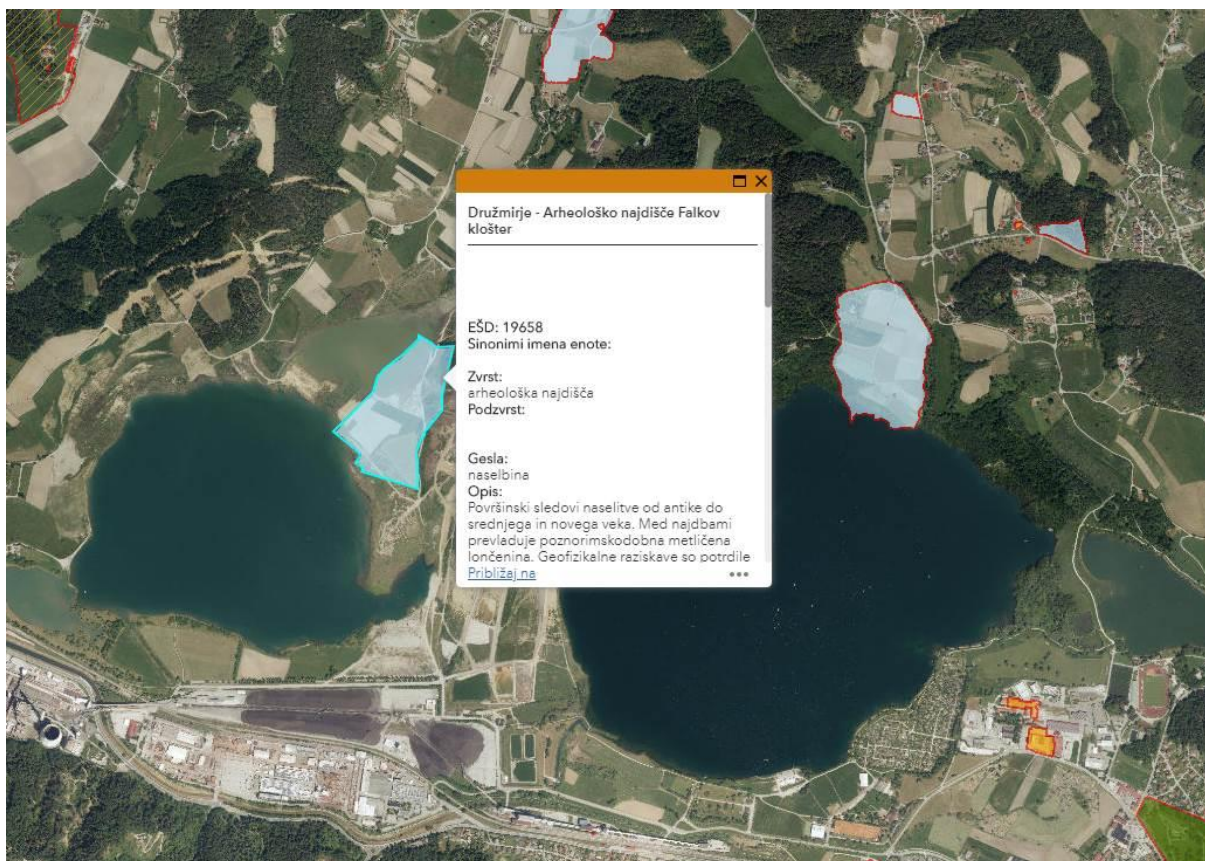 Družmirje - Arheološko najdišče Falkov
klošter
EŠD: 19658
Sinonimi imena enote:
Zvrst:
arheološka najdišča
Podzvrst:
Gesla:
naselbina
Opis:
Površinski sledovi naselitve od antike do
srednjega in novega veka. Med najdbami
prevladuje poznorimskodobna metličena
lončenina. Geofizikalne raziskave so potrdile
Približaj na